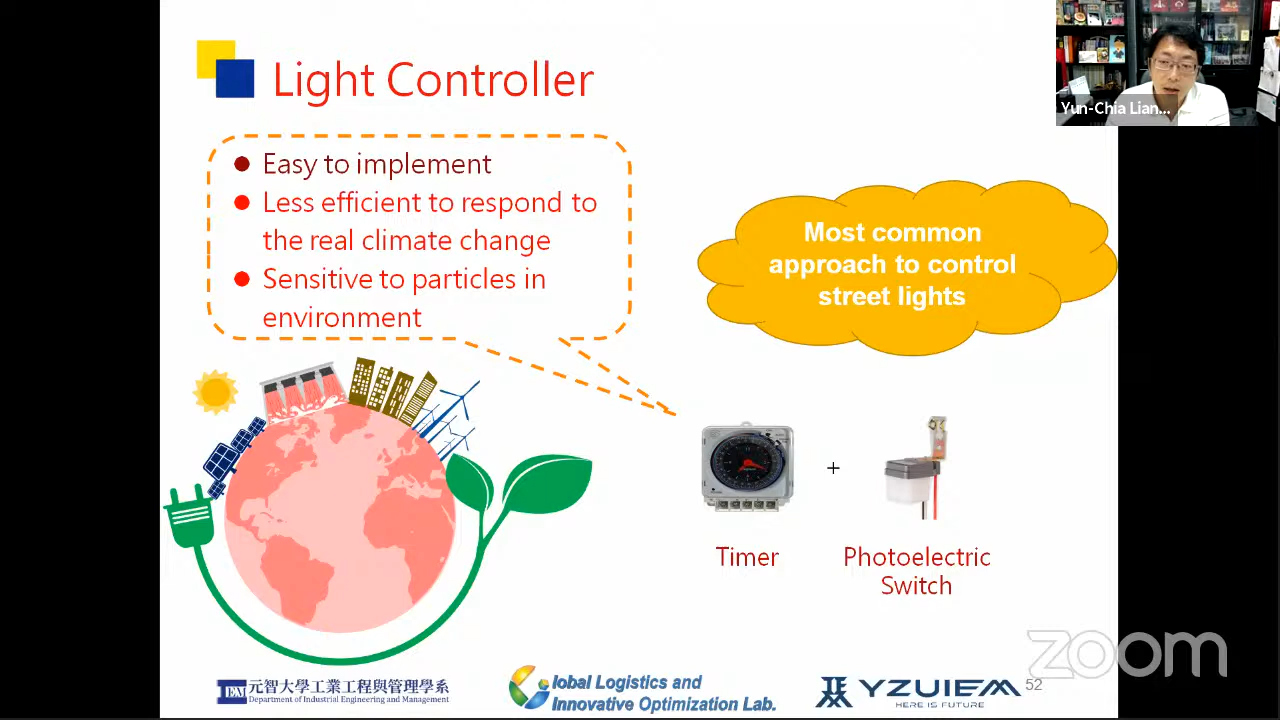 Light Controller
Yun-Chia Lian...
Easy to implement
Less efficient to respond to
the real climate change
Sensitive to particles in
environment
Most common
approach to control
street lights
+
Timer
Photoelectric
Switch
zoom
IEM 元智大學工業工程與管理學系
Department of Industrial Engineering and Management
Global Logistics and
Innovative Optimization Lab.
YZUIEM
HERE IS FUTURE
52